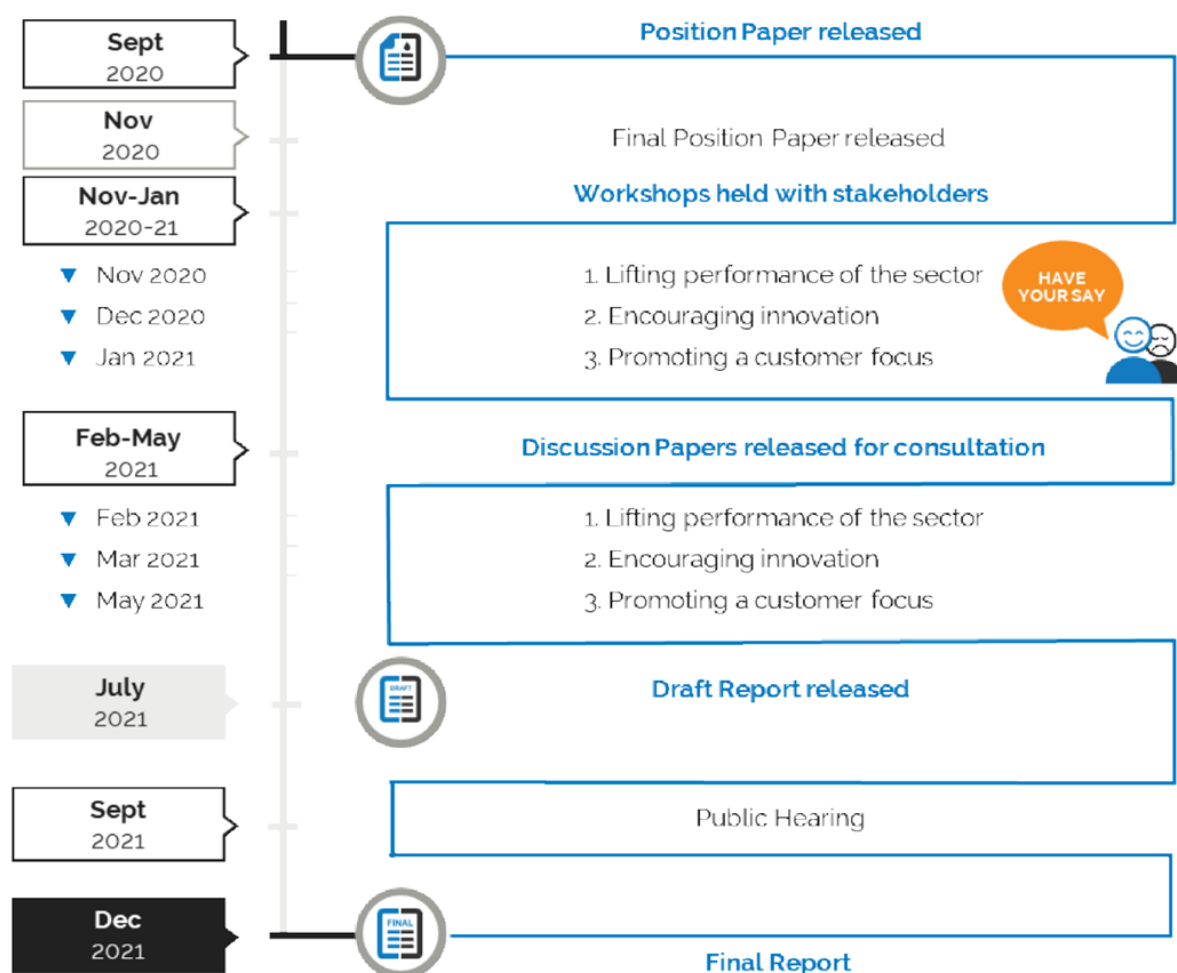 Sept
2020
Position Paper released
Nov
2020
Final Position Paper released
Nov-Jan
2020-21
Workshops held with stakeholders
Nov 2020
1. Lifting performance of the sector
Dec 2020
2. Encouraging innovation
Jan 2021
3. Promoting a customer focus
HAVE
YOUR SAY
Feb-May
2021
Discussion Papers released for consultation
Feb 2021
1. Lifting performance of the sector
Mar 2021
2. Encouraging innovation
May 2021
3. Promoting a customer focus
July
2021
DRAFT
Draft Report released
Sept
2021
Public Hearing
Dec
2021
FINAL
Final Report